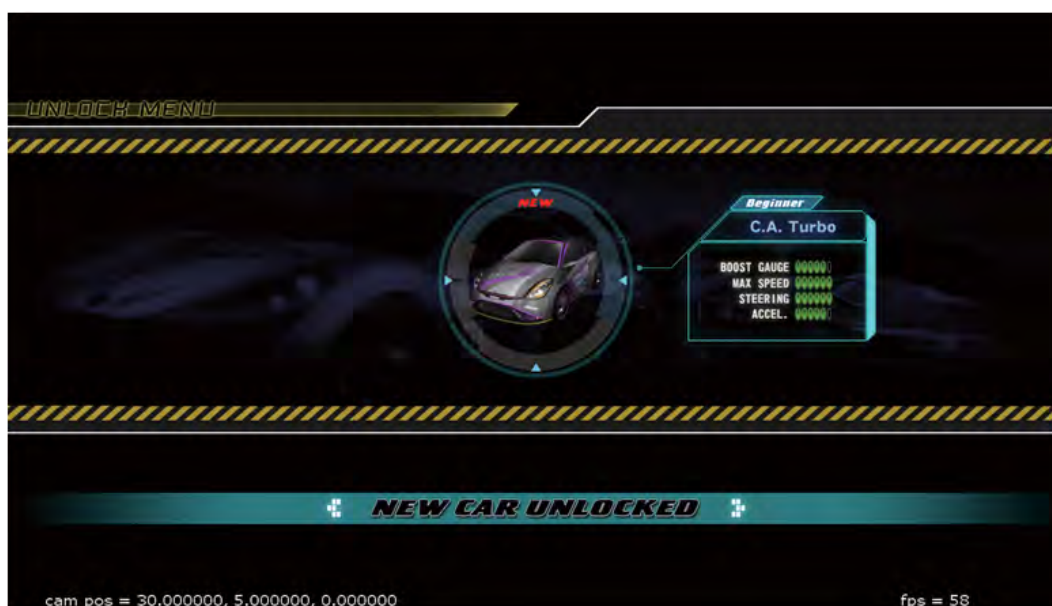 UNLOCK MENU
NEW
Beginner
C.A. Turbo
BOOST GAUGE
MAX SPEED
STEERING
ACCEL.
NEW CAR UNLOCKED
cam pos = 30.000000, 5.000000, 0.000000
fps = 58